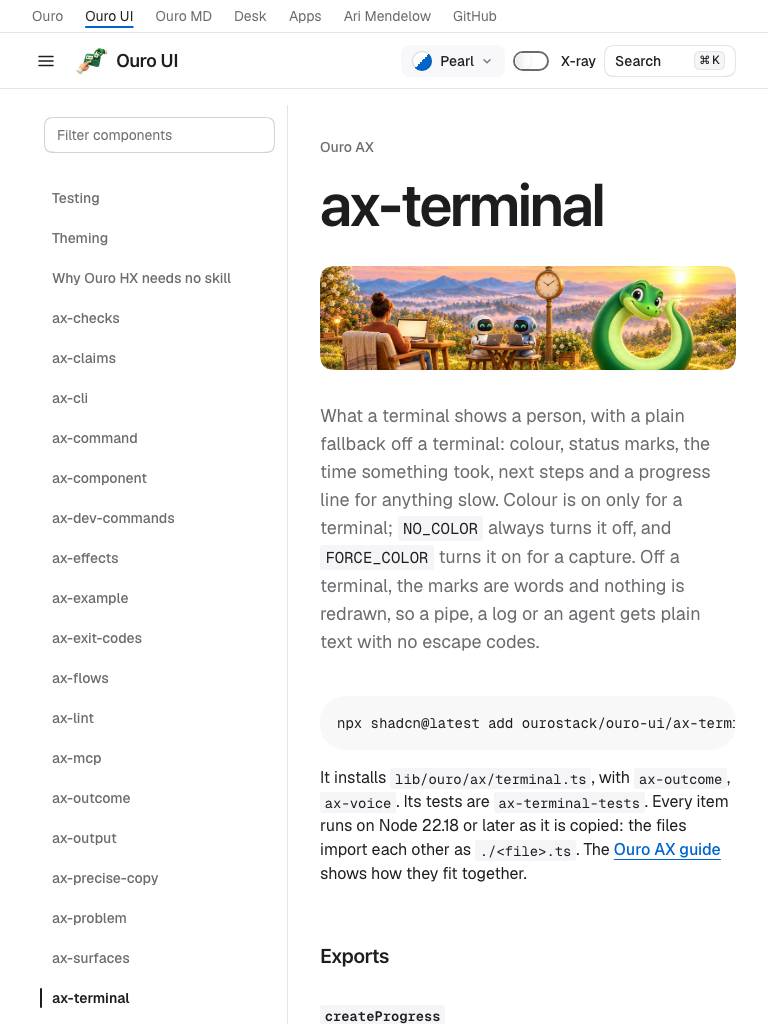 Ouro Ouro UI Ouro MD Desk Apps Ari Mendelow GitHub
Ouro UI Pearl X-ray Search ⌘ K
Filter components
Testing
Theming
Why Ouro HX needs no skill
ax-checks
ax-claims
ax-cli
ax-command
ax-component
ax-dev-commands
ax-effects
ax-example
ax-exit-codes
ax-flows
ax-lint
ax-mcp
ax-outcome
ax-output
ax-precise-copy
ax-problem
ax-surfaces
ax-terminal
Ouro AX
ax-terminal
What a terminal shows a person, with a plain
fallback off a terminal: colour, status marks, the
time something took, next steps and a progress
line for anything slow. Colour is on only for a
terminal; NO_COLOR always turns it off, and
FORCE_COLOR turns it on for a capture. Off a
terminal, the marks are words and nothing is
redrawn, so a pipe, a log or an agent gets plain
text with no escape codes.
npx shadcn@latest add ourostack/ouro-ui/ax-termi
It installs lib/ouro/ax/terminal.ts, with ax-outcome,
ax-voice. Its tests are ax-terminal-tests. Every item
runs on Node 22.18 or later as it is copied: the files
import each other as ./<file>.ts. The Ouro AX guide
shows how they fit together.
Exports
createProgress